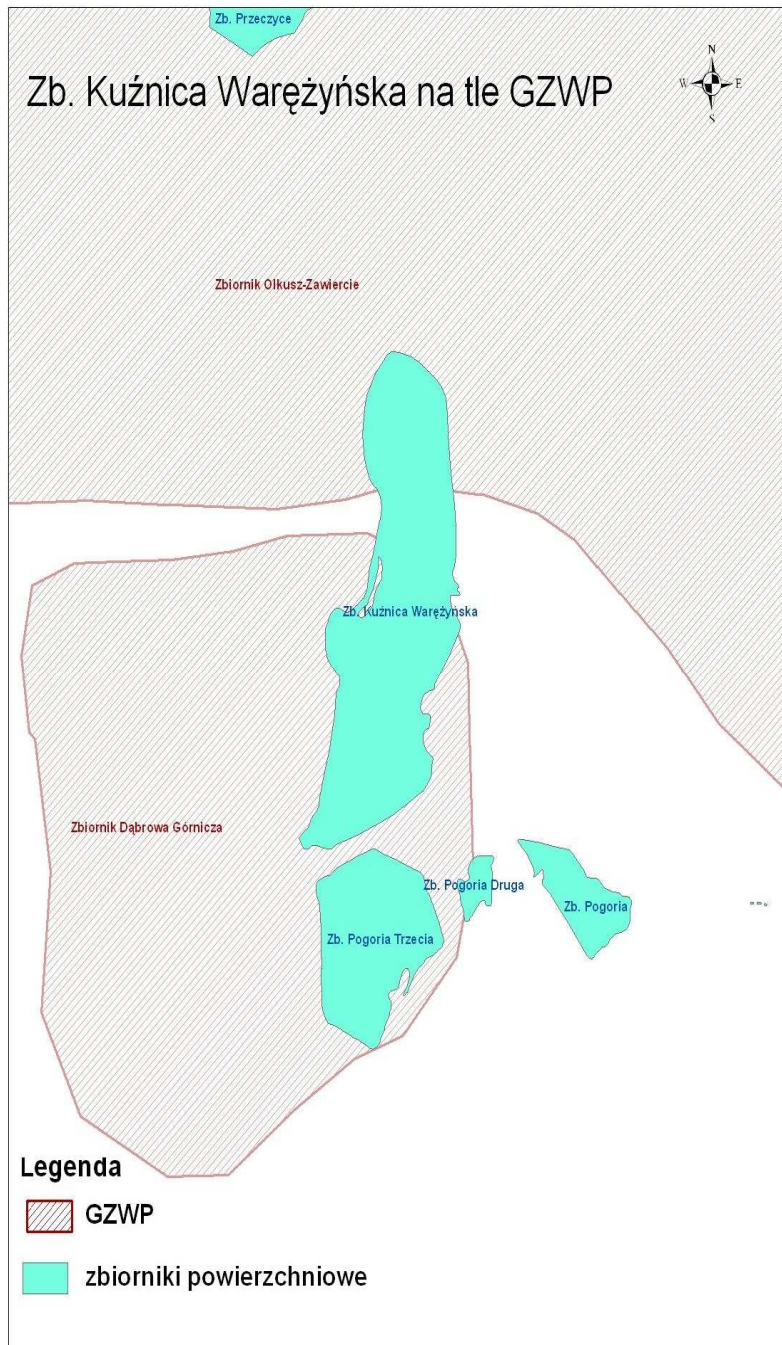 Zb. Przeczyce
Zb. Kuźnica Warężyńska na tle GZWP
N
W E
S
Zbiornik Olkusz-Zawiercie
Zb. Kuźnica Warężyńska
Zbiornik Dąbrowa Górnicza
Zb. Pogoria Druga
Zb. Pogoria
Zb. Pogoria Trzecia
Legenda
GZWP
zbiorniki powierzchniowe